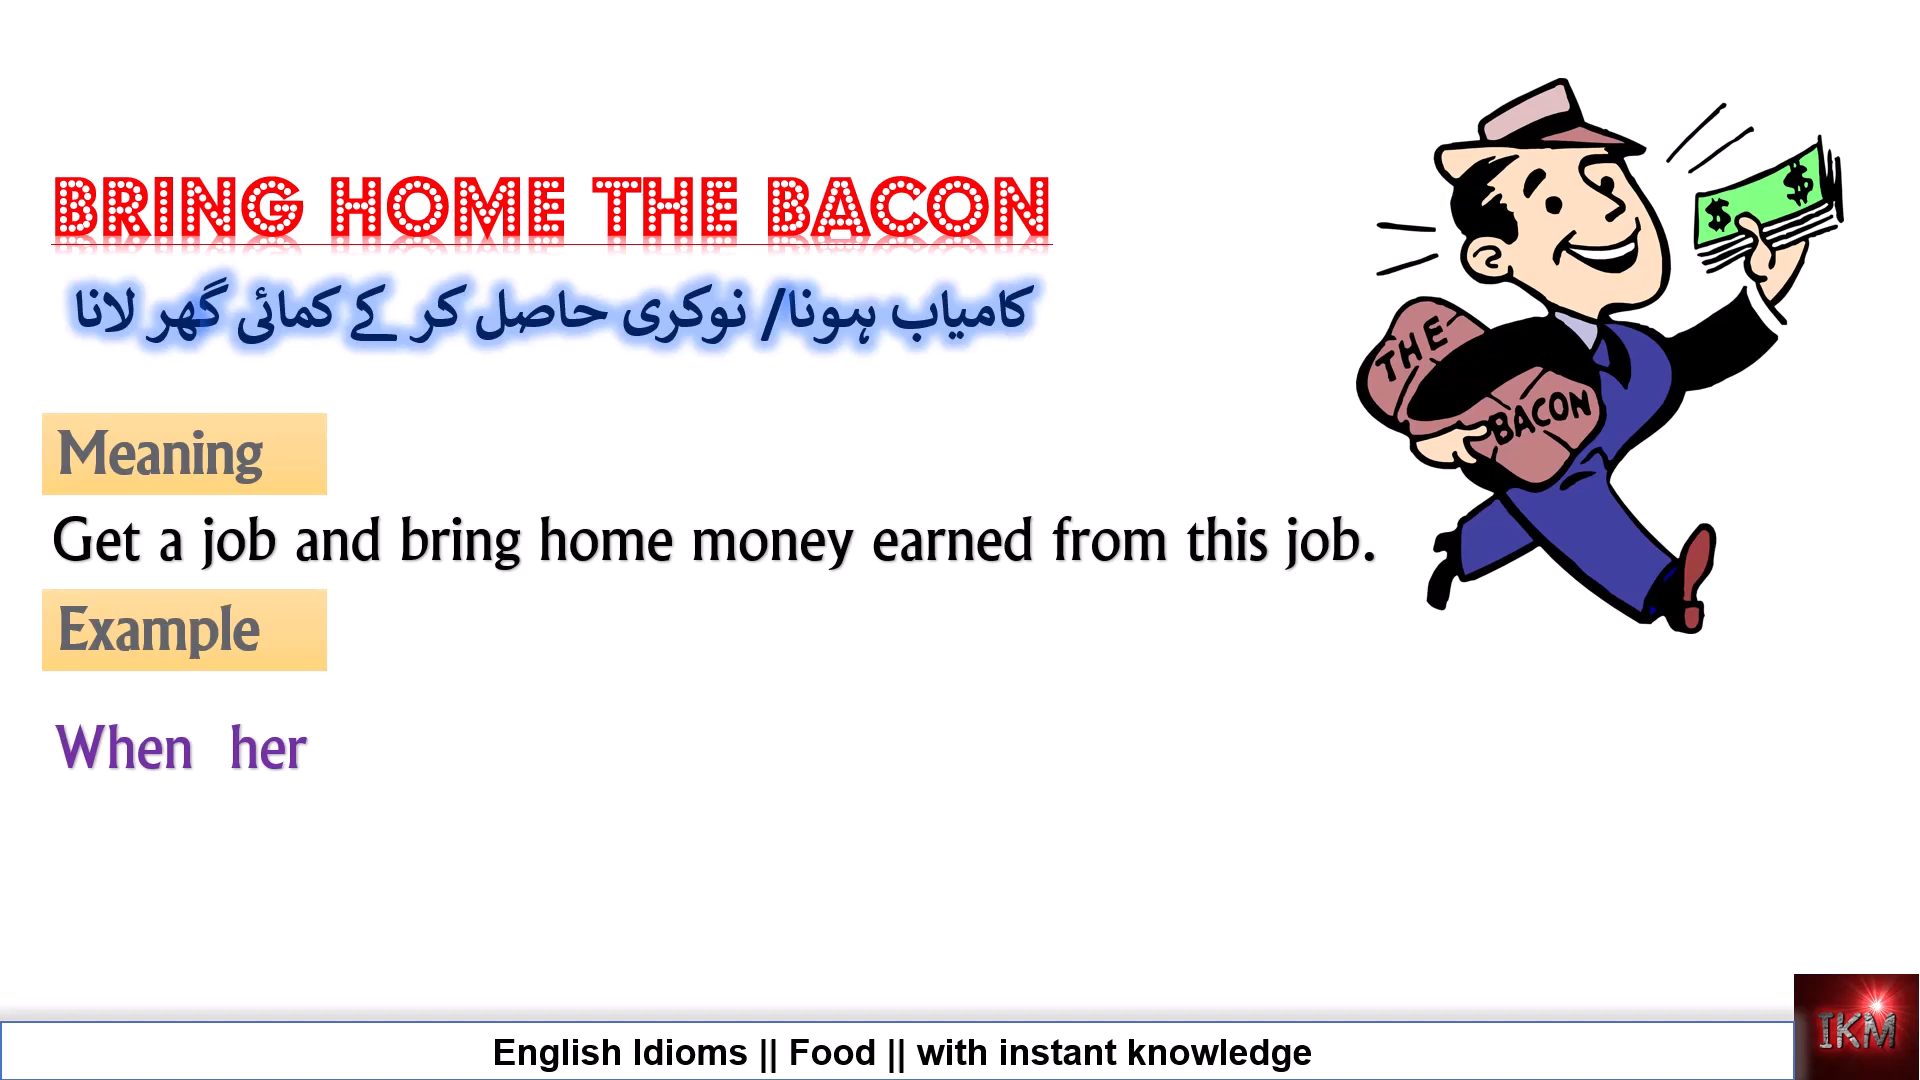 BRING HOME THE BACON
کامیاب ہونا/ نوکری حاصل کر کے کمائی گھر لانا
THE
BACON
Meaning
Get a job and bring home money earned from this job.
Example
When her
English Idioms || Food || with instant knowledge
IKM